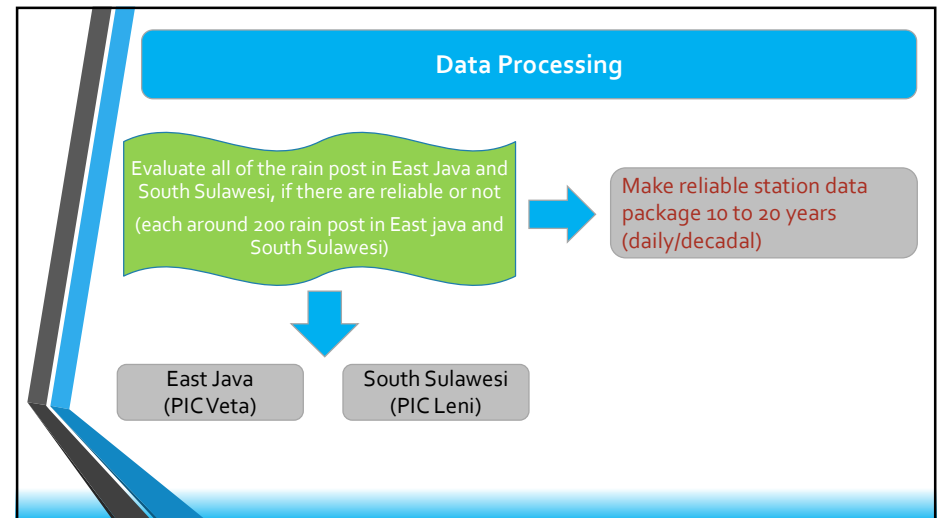 Data Processing
Evaluate all of the rain post in East Java and
South Sulawesi, if there are reliable or not
(each around 200 rain post in East java and
South Sulawesi)
Make reliable station data
package 10 to 20 years
(daily/decadal)
East Java
(PIC Veta)
South Sulawesi
(PIC Leni)